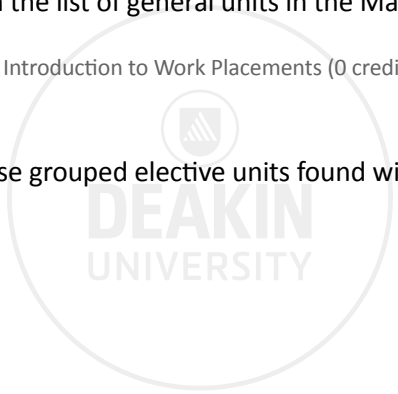 the list of general units in the Ma
Introduction to Work Placements (0 credi
se grouped elective units found wi
DEAKIN
UNIVERSITY